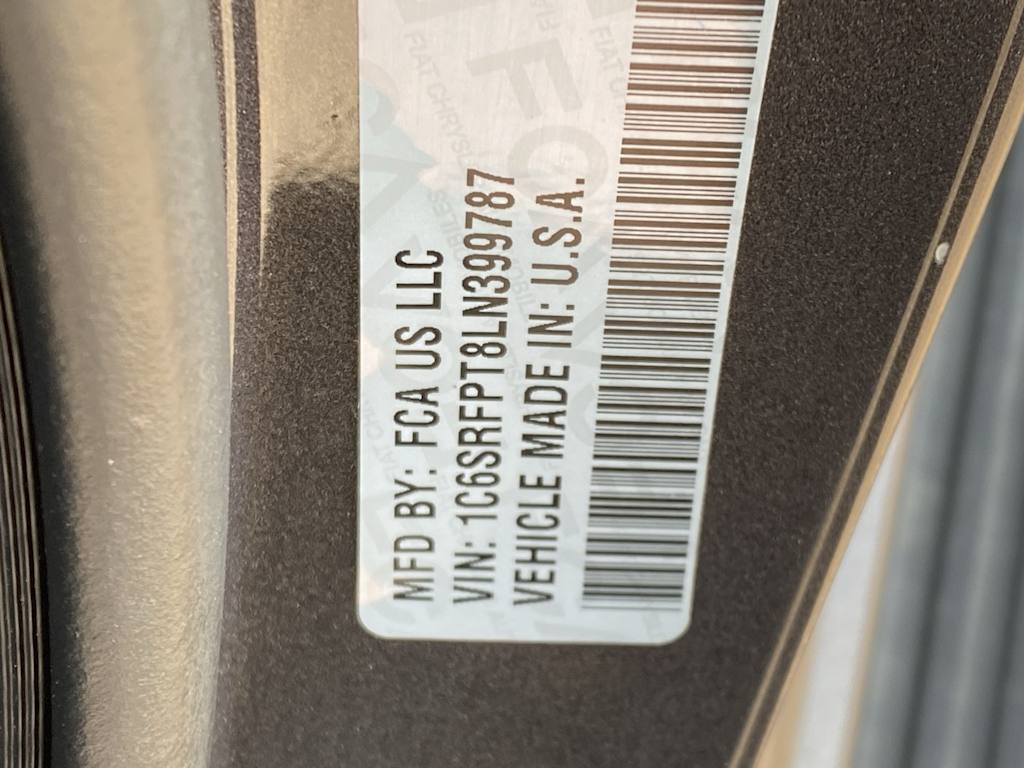 MFD BY: FCA US LLC
VIN: 1C6SRFPT8LN399787
VEHICLE MADE IN: U.S.A.